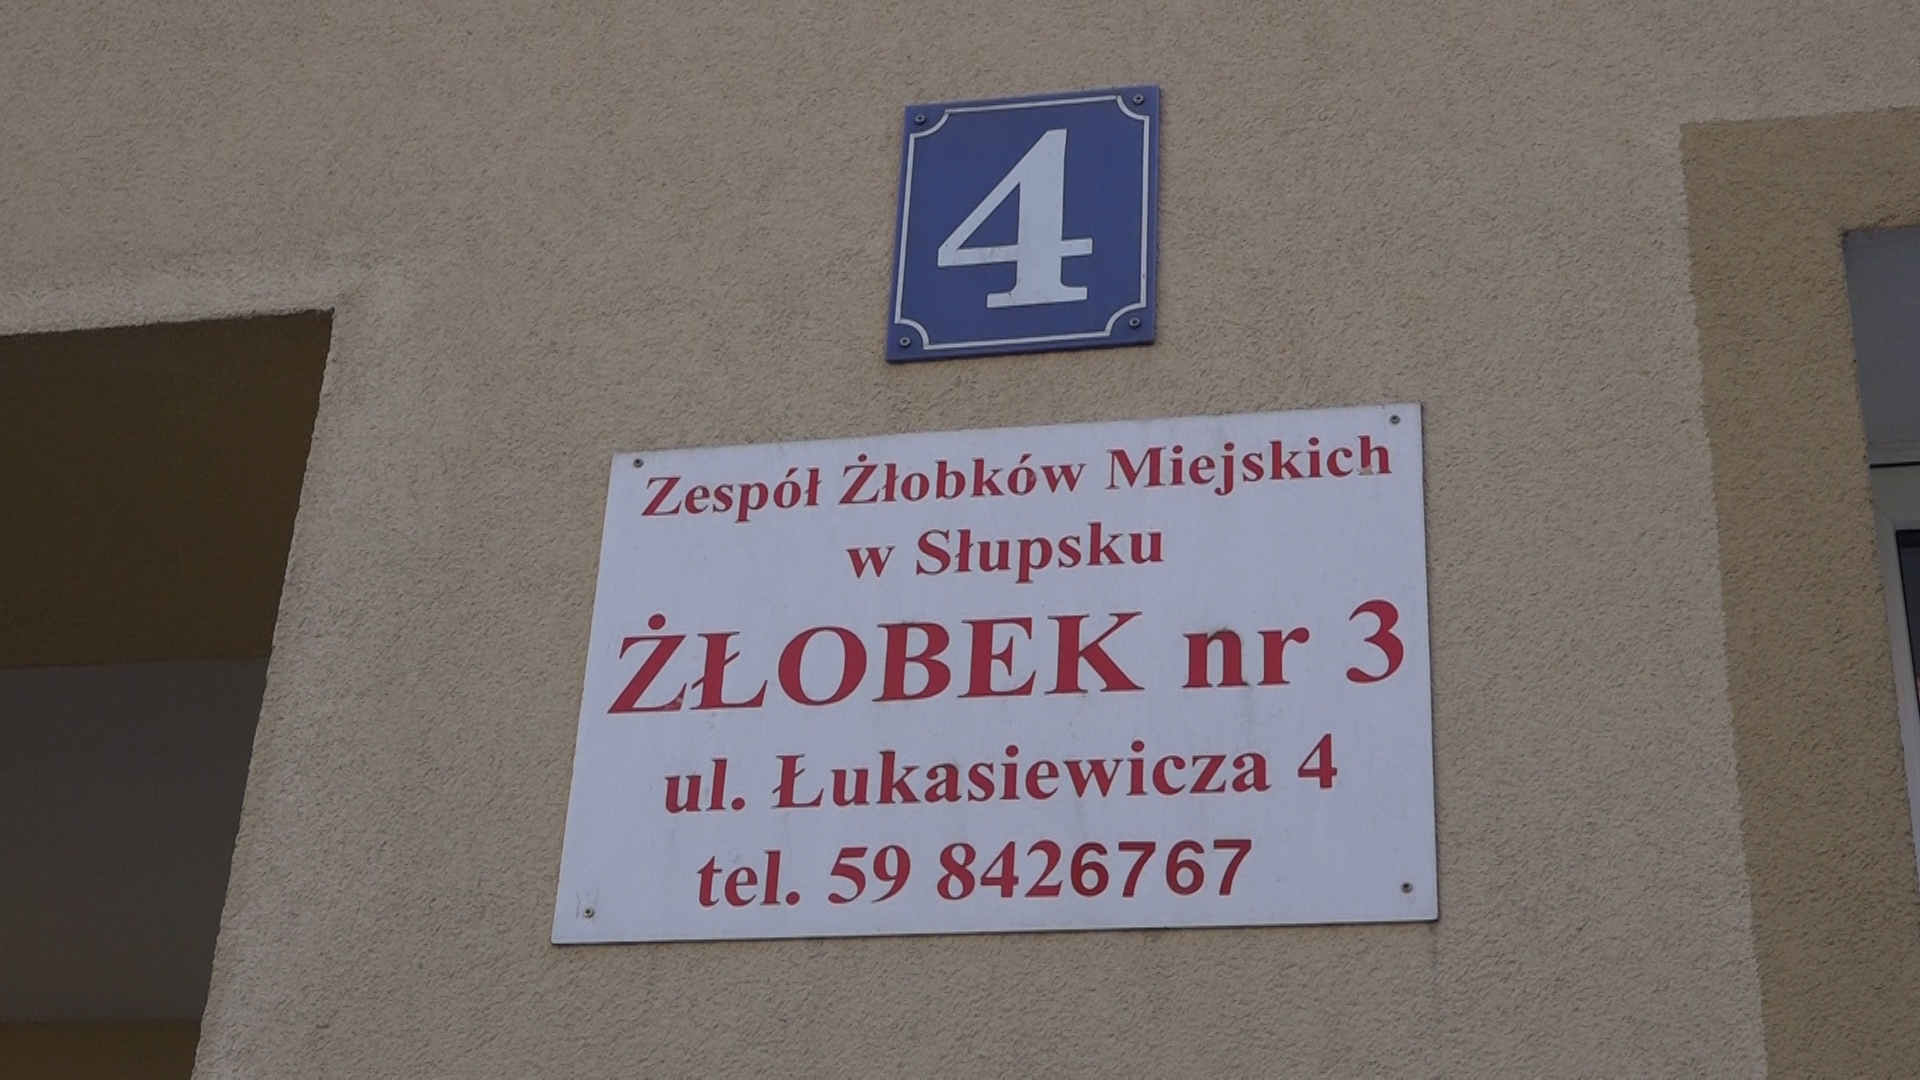 4
Zespół Żłobków Miejskich
w Słupsku
ŻŁOBEK nr 3
ul. Łukasiewicza 4
tel. 59 8426767